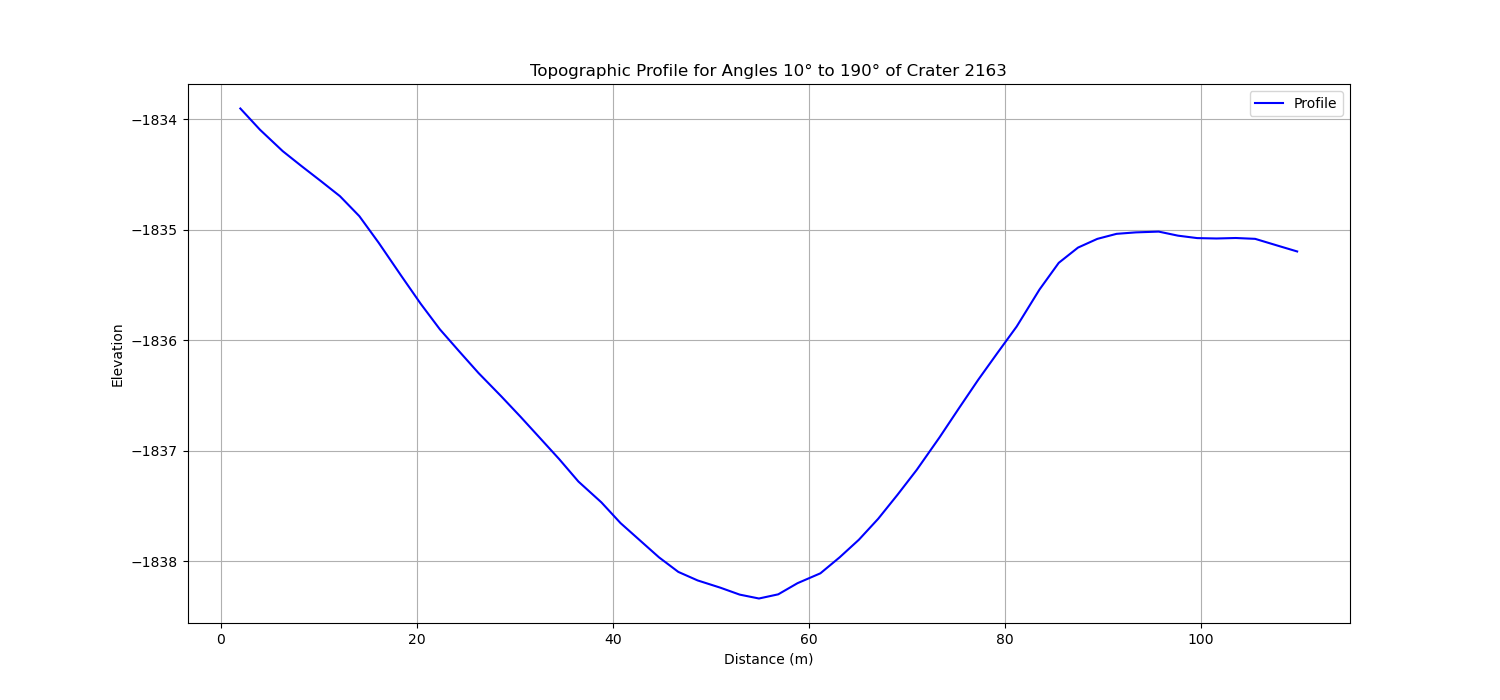 Topographic Profile for Angles 10° to 190° of Crater 2163
Profile
−1834
−1835
−1836
−1837
−1838
Elevation
0 20 40 60 80 100
Distance (m)